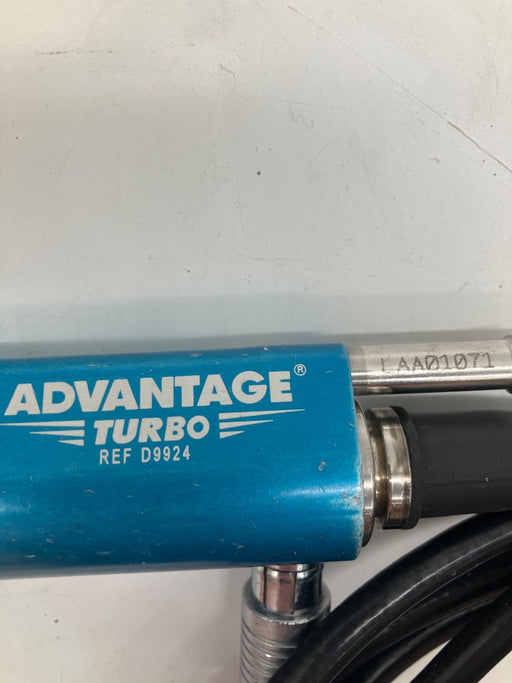 ADVANTAGE®
TURBO
REF D9924
LAA01071